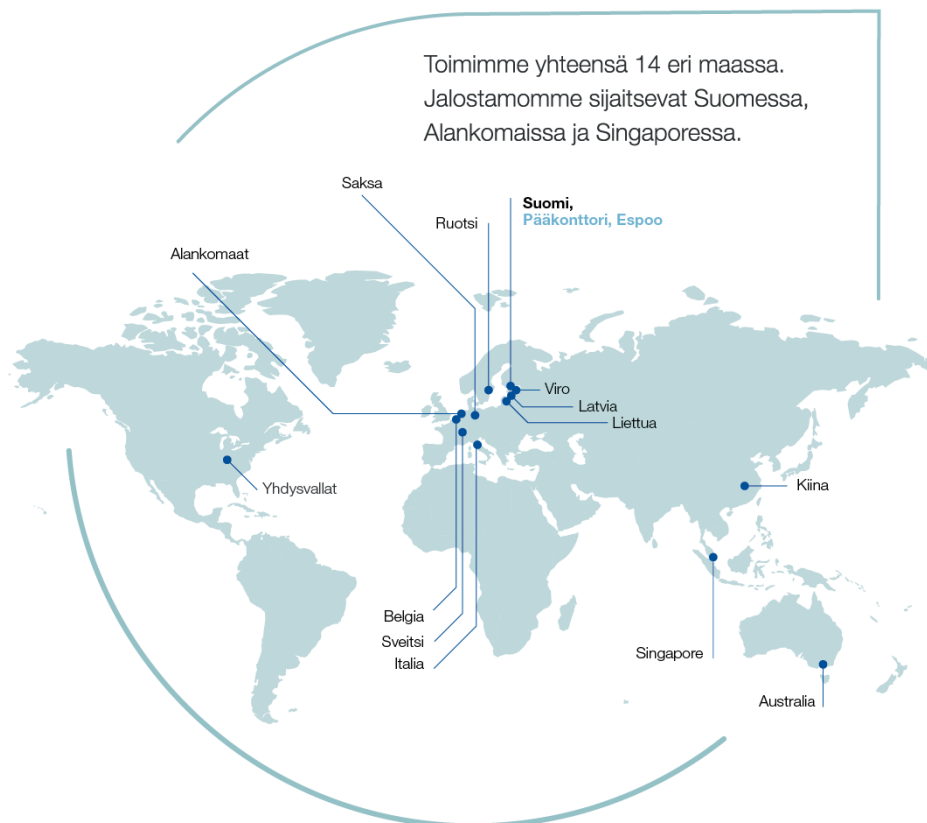 Toimimme yhteensä 14 eri maassa.
Jalostamomme sijaitsevat Suomessa,
Alankomaissa ja Singaporessa.
Saksa
Suomi,
Pääkonttori, Espoo
Ruotsi
Alankomaat
Viro
Latvia
Liettua
Yhdysvallat
Kiina
Belgia
Sveitsi
Italia
Singapore
Australia